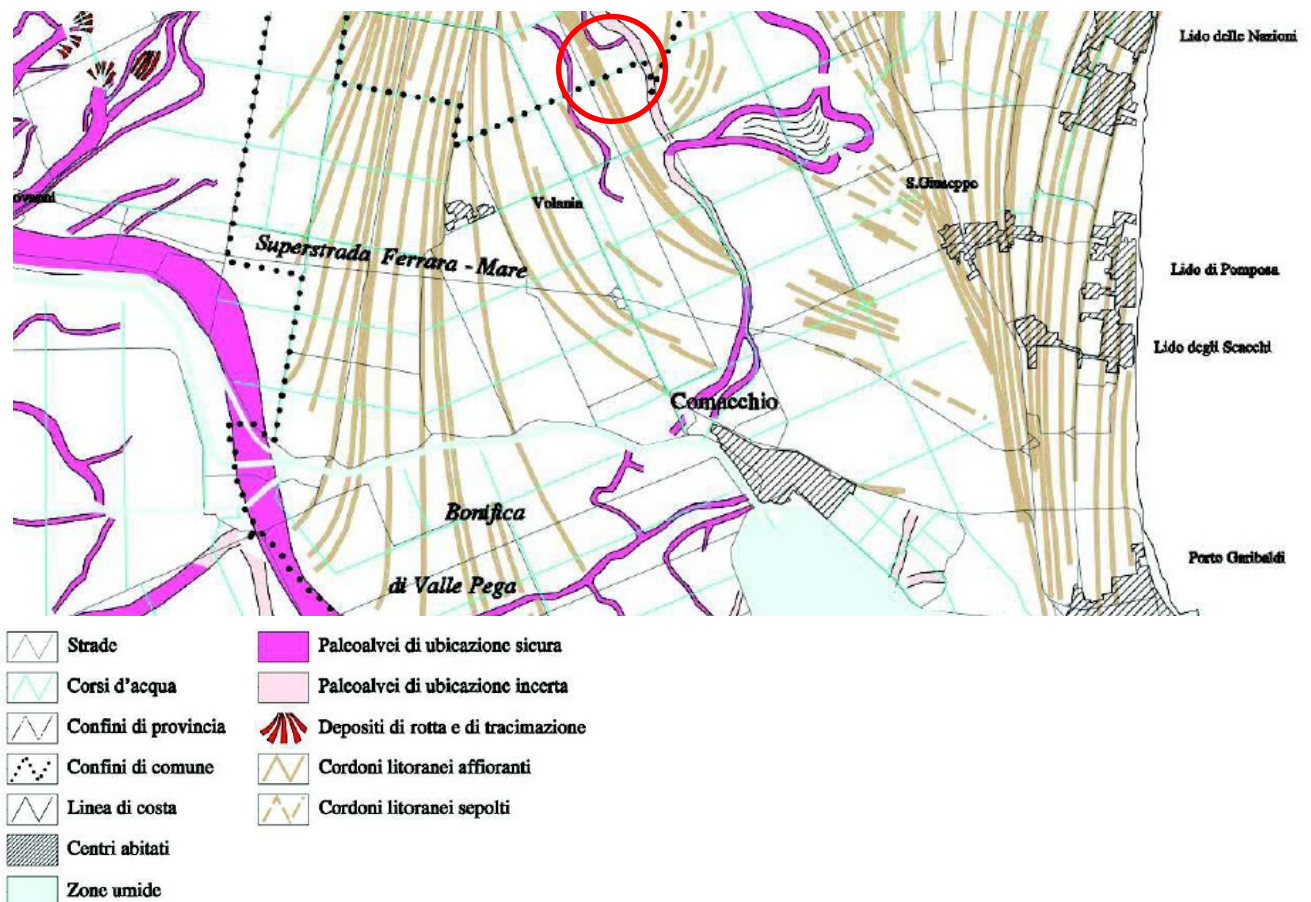 Lido delle Nazioni
S.Giuseppe
ovanni
Volania
Superstrada Ferrara - Mare
Lido di Pomposa
Lido degli Scacchi
Comacchio
Bonifica
di Valle Pega
Porto Garibaldi
Strade
Corsi d'acqua
Confini di provincia
Confini di comune
Linea di costa
Centri abitati
Zone umide
Paleoalvei di ubicazione sicura
Paleoalvei di ubicazione incerta
Depositi di rotta e di tracimazione
Cordoni litoranei affioranti
Cordoni litoranei sepolti